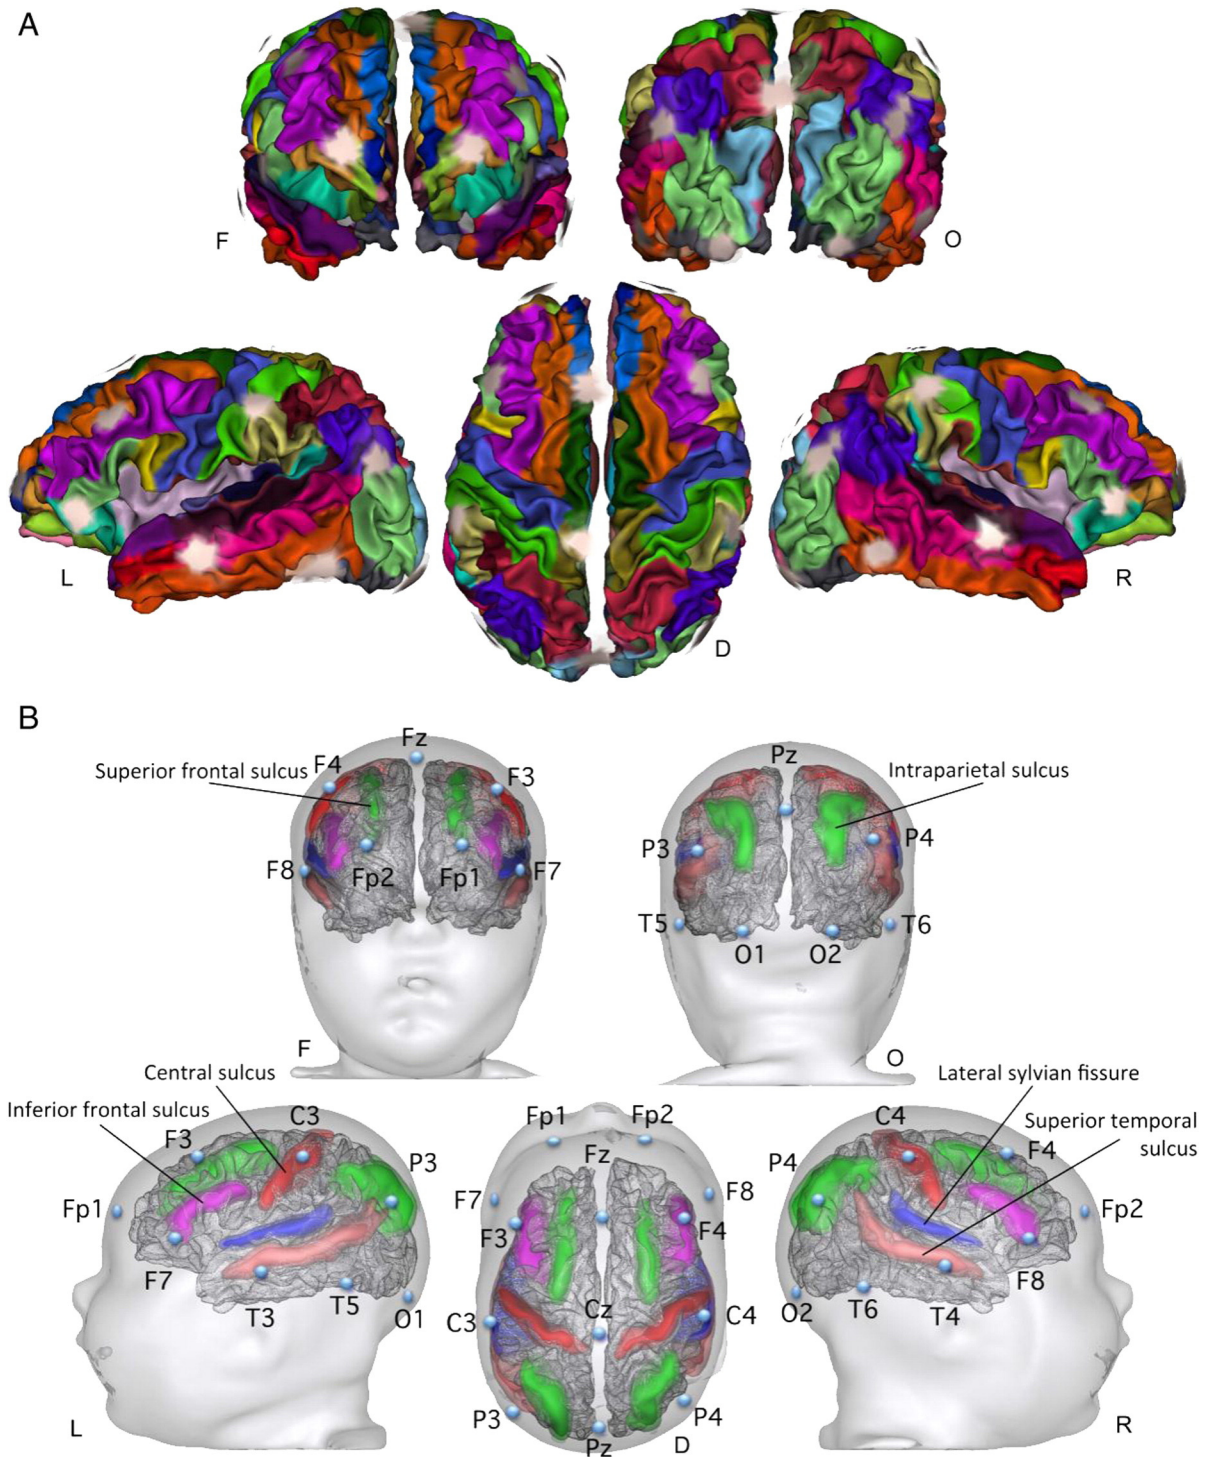 A
F
O
L
R
D
B
Fz
Superior frontal sulcus
F4
F3
F8
Fp2
Fp1
F7
F
Pz
Intraparietal sulcus
P3
P4
T5
T6
O1
O2
O
Central sulcus
Inferior frontal sulcus
F3
C3
P3
Fp1
F7
T3
T5
O1
L
Fp1
Fp2
Fz
F7
F8
F3
F4
Cz
C3
C4
P3
P4
Pz
D
Lateral sylvian fissure
Superior temporal
sulcus
C4
P4
F4
Fp2
F8
O2
T6
T4
R